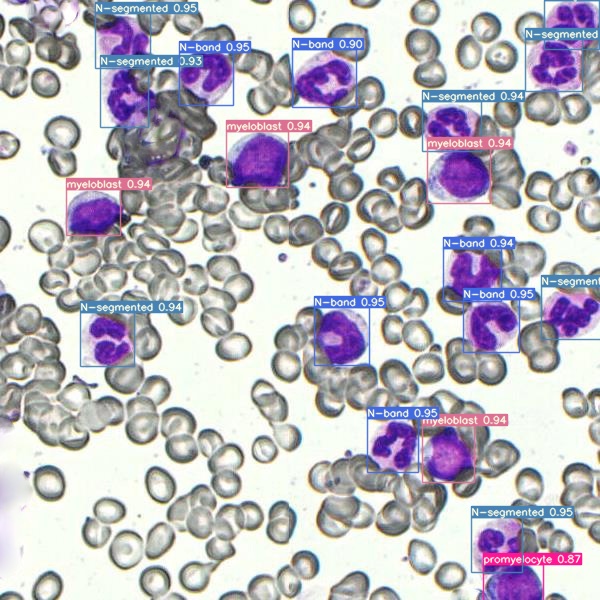 N-segmented 0.95
N-segmented
N-band 0.95
N-band 0.90
N-segmented 0.93
N-segmented 0.94
myeloblast 0.94
myeloblast 0.94
myeloblast 0.94
N-band 0.94
N-segment
N-band 0.95
N-segmented 0.94
N-band 0.95
N-band 0.95
myeloblast 0.94
N-segmented 0.95
promyelocyte 0.87